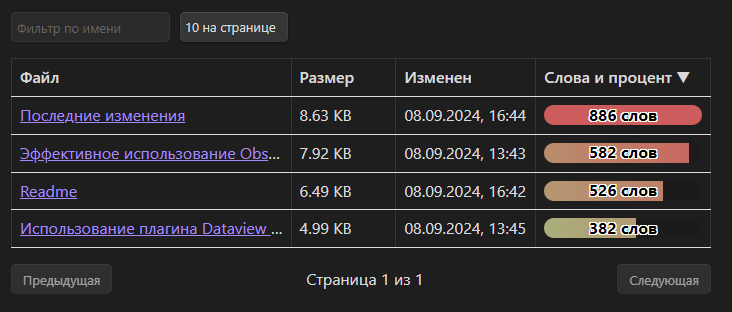 Фильтр по имени
10 на странице
Файл Размер Изменен Слова и процент ▼
Последние изменения 8.63 KB 08.09.2024, 16:44 886 слов
Эффективное использование Obs... 7.92 KB 08.09.2024, 13:43 582 слов
Readme 6.49 KB 08.09.2024, 16:42 526 слов
Использование плагина Dataview ... 4.99 KB 08.09.2024, 13:45 382 слов
Предыдущая Страница 1 из 1 Следующая